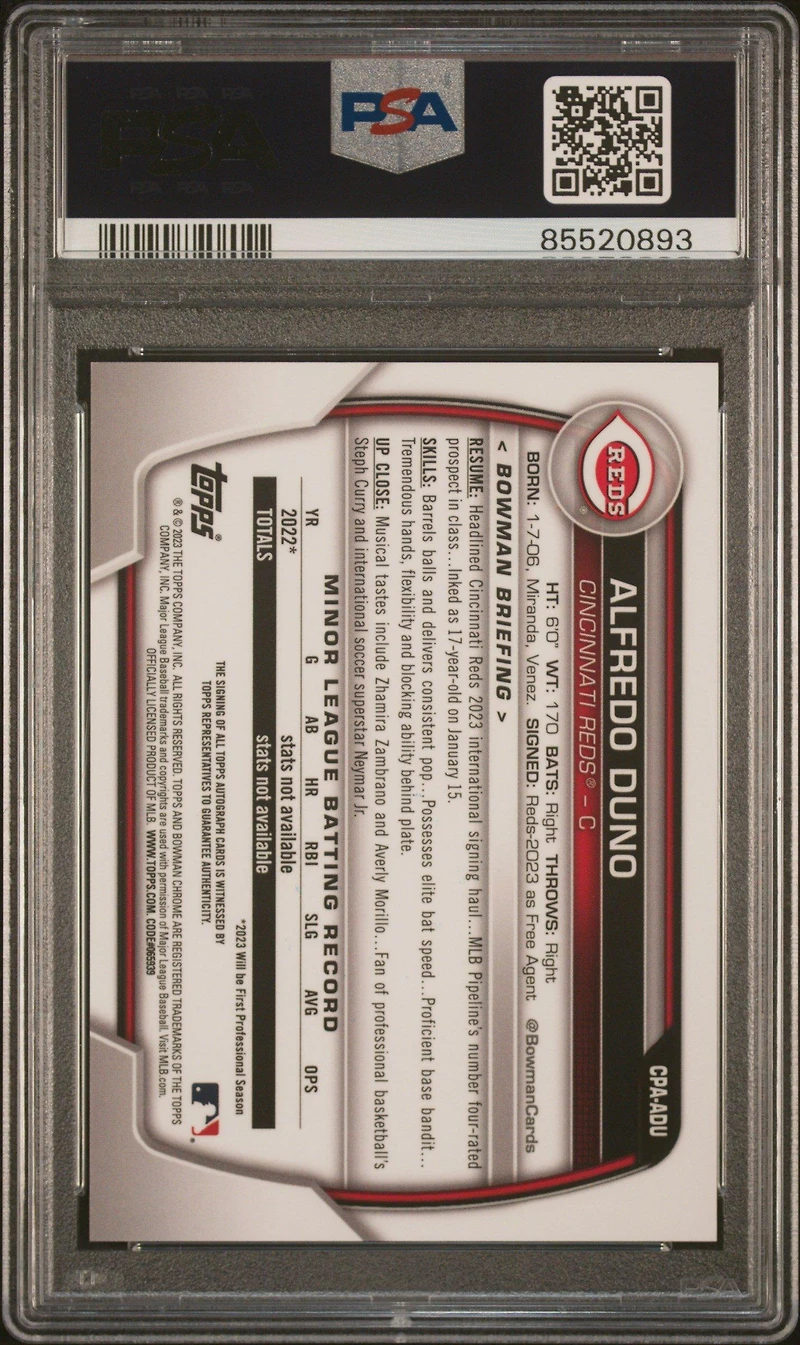 PSA
85520893
CPA-ADU
ALFREDO DUNO
CINCINNATI REDS® – C
REDS
HT: 6'0" WT: 170 BATS: Right THROWS: Right
BORN: 1-7-06, Miranda, Venez. SIGNED: Reds-2023 as Free Agent @BowmanCards
< BOWMAN BRIEFING >
RESUME: Headlined Cincinnati Reds 2023 international signing haul...MLB Pipeline's number four-rated
prospect in class...Inked as 17-year-old on January 15.
SKILLS: Barrels balls and delivers consistent pop...Possesses elite bat speed...Proficient base bandit...
Tremendous hands, flexibility and blocking ability behind plate.
UP CLOSE: Musical tastes include Zhamira Zambrano and Averly Morillo...Fan of professional basketball's
Steph Curry and international soccer superstar Neymar Jr.
MINOR LEAGUE BATTING RECORD
YR G AB HR RBI SLG AVG OPS
2022* stats not available
TOTALS stats not available
*2023 Will be First Professional Season
topps®
THE SIGNING OF ALL TOPPS AUTOGRAPH CARDS IS WITNESSED BY
TOPPS REPRESENTATIVES TO GUARANTEE AUTHENTICITY.
® & © 2023 THE TOPPS COMPANY, INC. ALL RIGHTS RESERVED. TOPPS AND BOWMAN CHROME ARE REGISTERED TRADEMARKS OF THE TOPPS
COMPANY, INC. Major League Baseball trademarks and copyrights are used with permission of Major League Baseball. Visit MLB.com.
OFFICIALLY LICENSED PRODUCT OF MLB. WWW.TOPPS.COM. CODE#065939